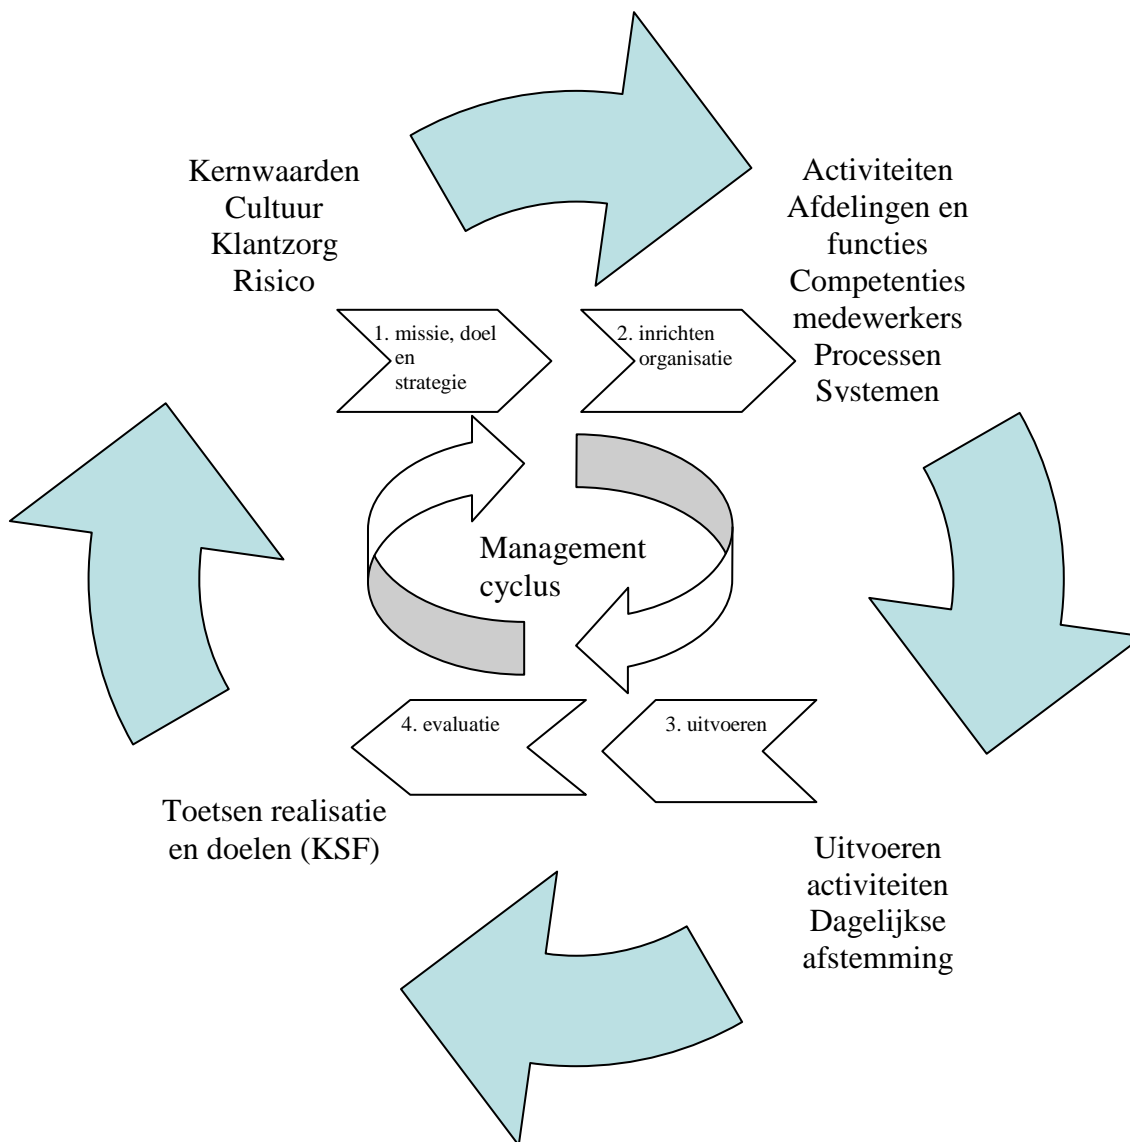 Kernwaarden
Cultuur
Klantzorg
Risico
Activiteiten
Afdelingen en
functies
Competenties
medewerkers
Processen
Systemen
1. missie, doel
en
strategie
2. inrichten
organisatie
Management
cyclus
4. evaluatie
3. uitvoeren
Toetsen realisatie
en doelen (KSF)
Uitvoeren
activiteiten
Dagelijkse
afstemming